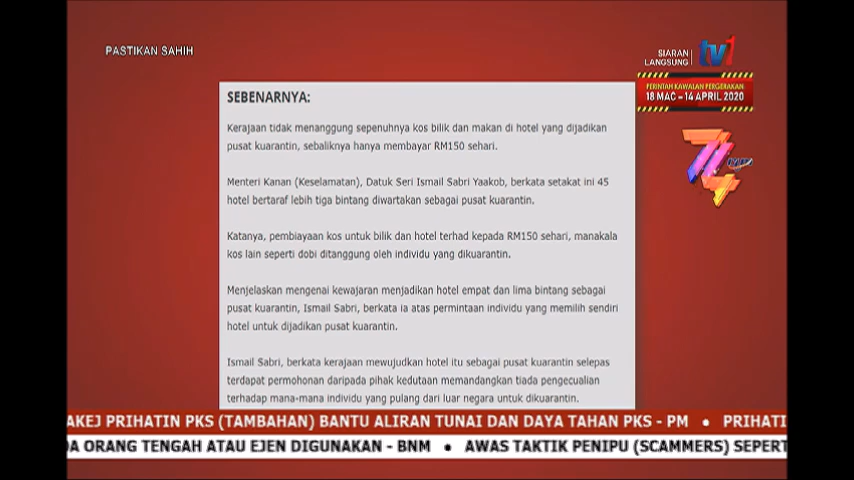 PASTIKAN SAHIH
SIARAN
LANGSUNG
tv1
PERINTAH KAWALAN PERGERAKAN
18 MAC - 14 APRIL 2020
SEBENARNYA:
Kerajaan tidak menanggung sepenuhnya kos bilik dan makan di hotel yang dijadikan
pusat kuarantin, sebaliknya hanya membayar RM150 sehari.
Menteri Kanan (Keselamatan), Datuk Seri Ismail Sabri Yaakob, berkata setakat ini 45
hotel bertaraf lebih tiga bintang diwartakan sebagai pusat kuarantin.
Katanya, pembiayaan kos untuk bilik dan hotel terhad kepada RM150 sehari, manakala
kos lain seperti dobi ditanggung oleh individu yang dikuarantin.
Menjelaskan mengenai kewajaran menjadikan hotel empat dan lima bintang sebagai
pusat kuarantin, Ismail Sabri, berkata ia atas permintaan individu yang memilih sendiri
hotel untuk dijadikan pusat kuarantin.
Ismail Sabri, berkata kerajaan mewujudkan hotel itu sebagai pusat kuarantin selepas
terdapat permohonan daripada pihak kedutaan memandangkan tiada pengecualian
terhadap mana-mana individu yang pulang dari luar negara untuk dikuarantin.
AKEJ PRIHATIN PKS (TAMBAHAN) BANTU ALIRAN TUNAI DAN DAYA TAHAN PKS - PM • PRIHATI
DA ORANG TENGAH ATAU EJEN DIGUNAKAN - BNM • AWAS TAKTIK PENIPU (SCAMMERS) SEPERT